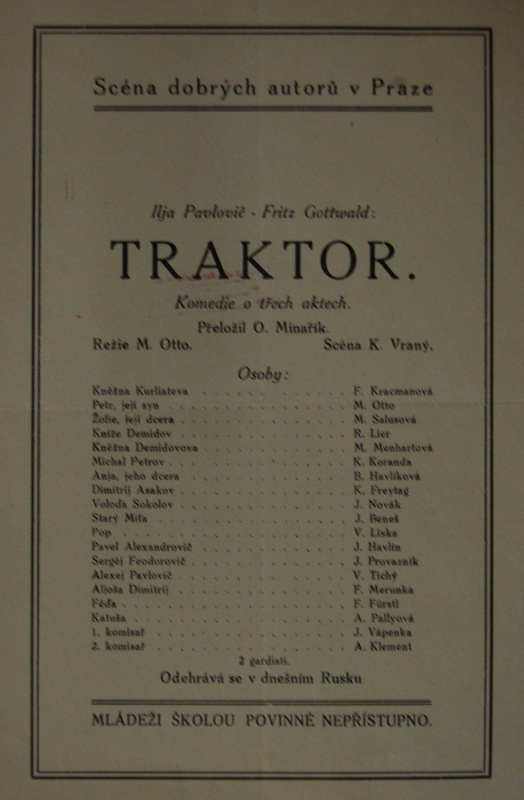 Scéna dobrých autorů v Praze
Ilja Pavlovič - Fritz Gottwald:
TRAKTOR.
Komedie o třech aktech.
Přeložil O. Minařík.
Režie M. Otto. Scéna K. Vraný.
Osoby:
Kněžna Kurliateva . . . . . . . . . . . . F. Kracmanová
Petr, její syn . . . . . . . . . . . . M. Otto
Žofie, její dcera . . . . . . . . . . . . M. Salusová
Kníže Demidov . . . . . . . . . . . . R. Lier
Kněžna Demidovova . . . . . . . . . . . . M. Menhartová
Michal Petrov . . . . . . . . . . . . K. Koranda
Anja, jeho dcera . . . . . . . . . . . . B. Havlíková
Dimitrij Asakov . . . . . . . . . . . . K. Freytag
Voloďa Sokolov . . . . . . . . . . . . J. Novák
Starý Miťa . . . . . . . . . . . . J. Beneš
Pop . . . . . . . . . . . . V. Liska
Pavel Alexandrovič . . . . . . . . . . . . J. Havlin
Sergěj Feodorovič . . . . . . . . . . . . J. Provazník
Alexej Pavlovič . . . . . . . . . . . . V. Tichý
Aljoša Dimitrij . . . . . . . . . . . . F. Merunka
Féďa . . . . . . . . . . . . F. Fürstl
Katuša . . . . . . . . . . . . A. Pallyová
1. komisař . . . . . . . . . . . . J. Vápenka
2. komisař . . . . . . . . . . . . A. Klement
2 gardisti.
Odehrává se v dnešním Rusku
MLÁDEŽI ŠKOLOU POVINNÉ NEPŘÍSTUPNO.